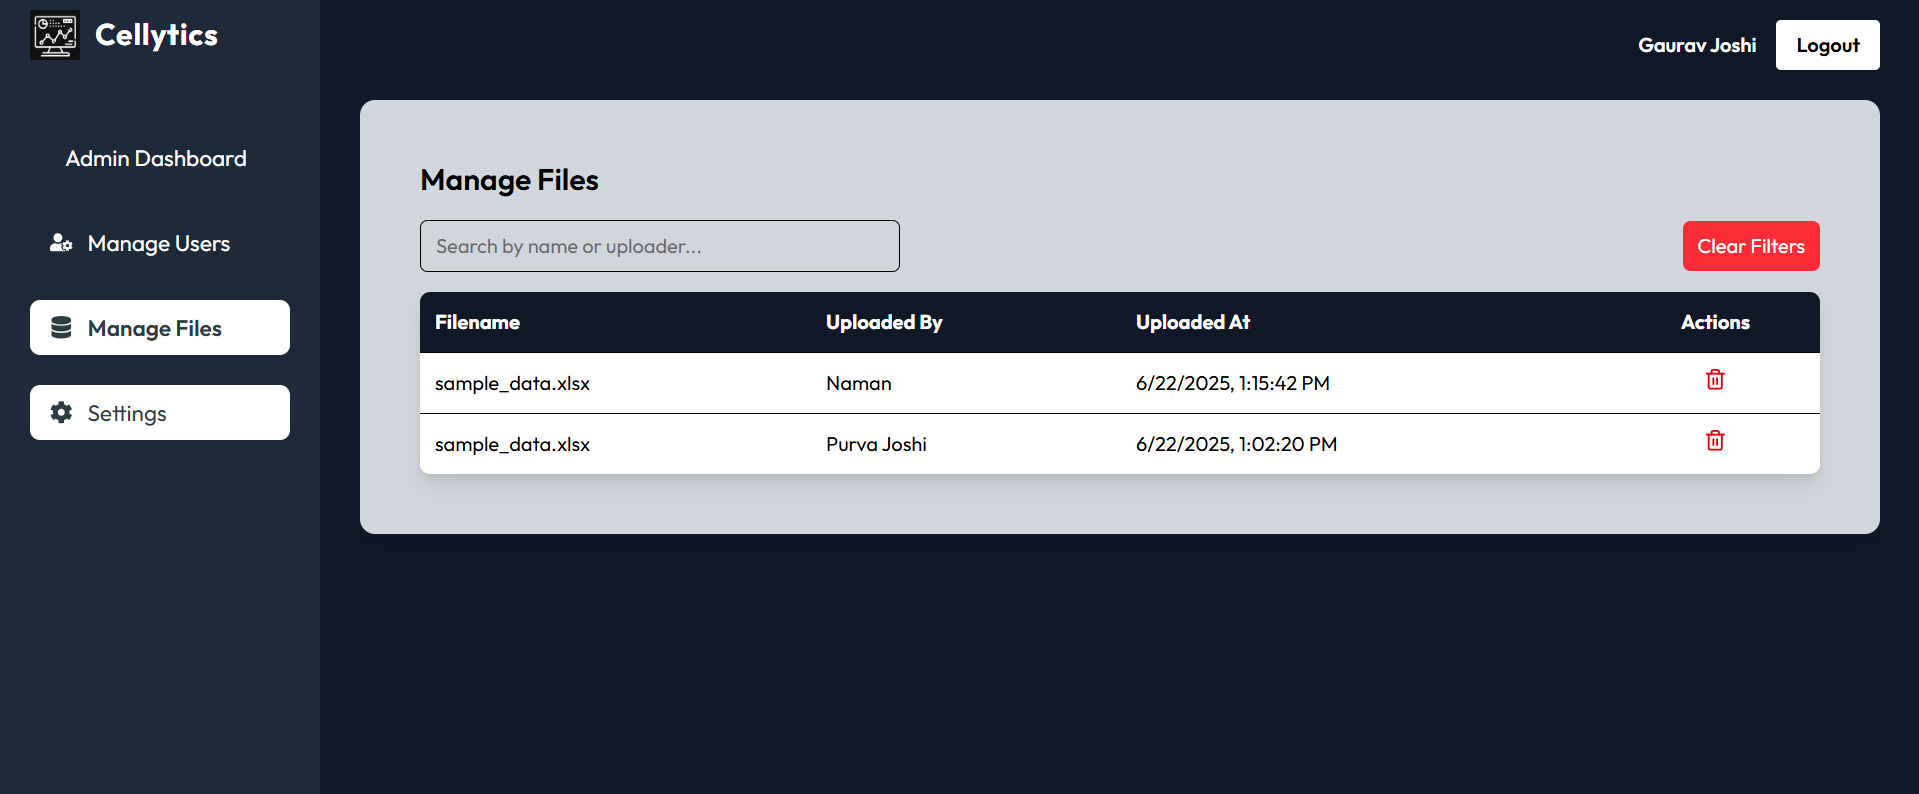 Cellytics
Gaurav Joshi
Logout
Admin Dashboard
Manage Users
Manage Files
Settings
Manage Files
Search by name or uploader...
Clear Filters
Filename Uploaded By Uploaded At Actions
sample_data.xlsx Naman 6/22/2025, 1:15:42 PM
sample_data.xlsx Purva Joshi 6/22/2025, 1:02:20 PM